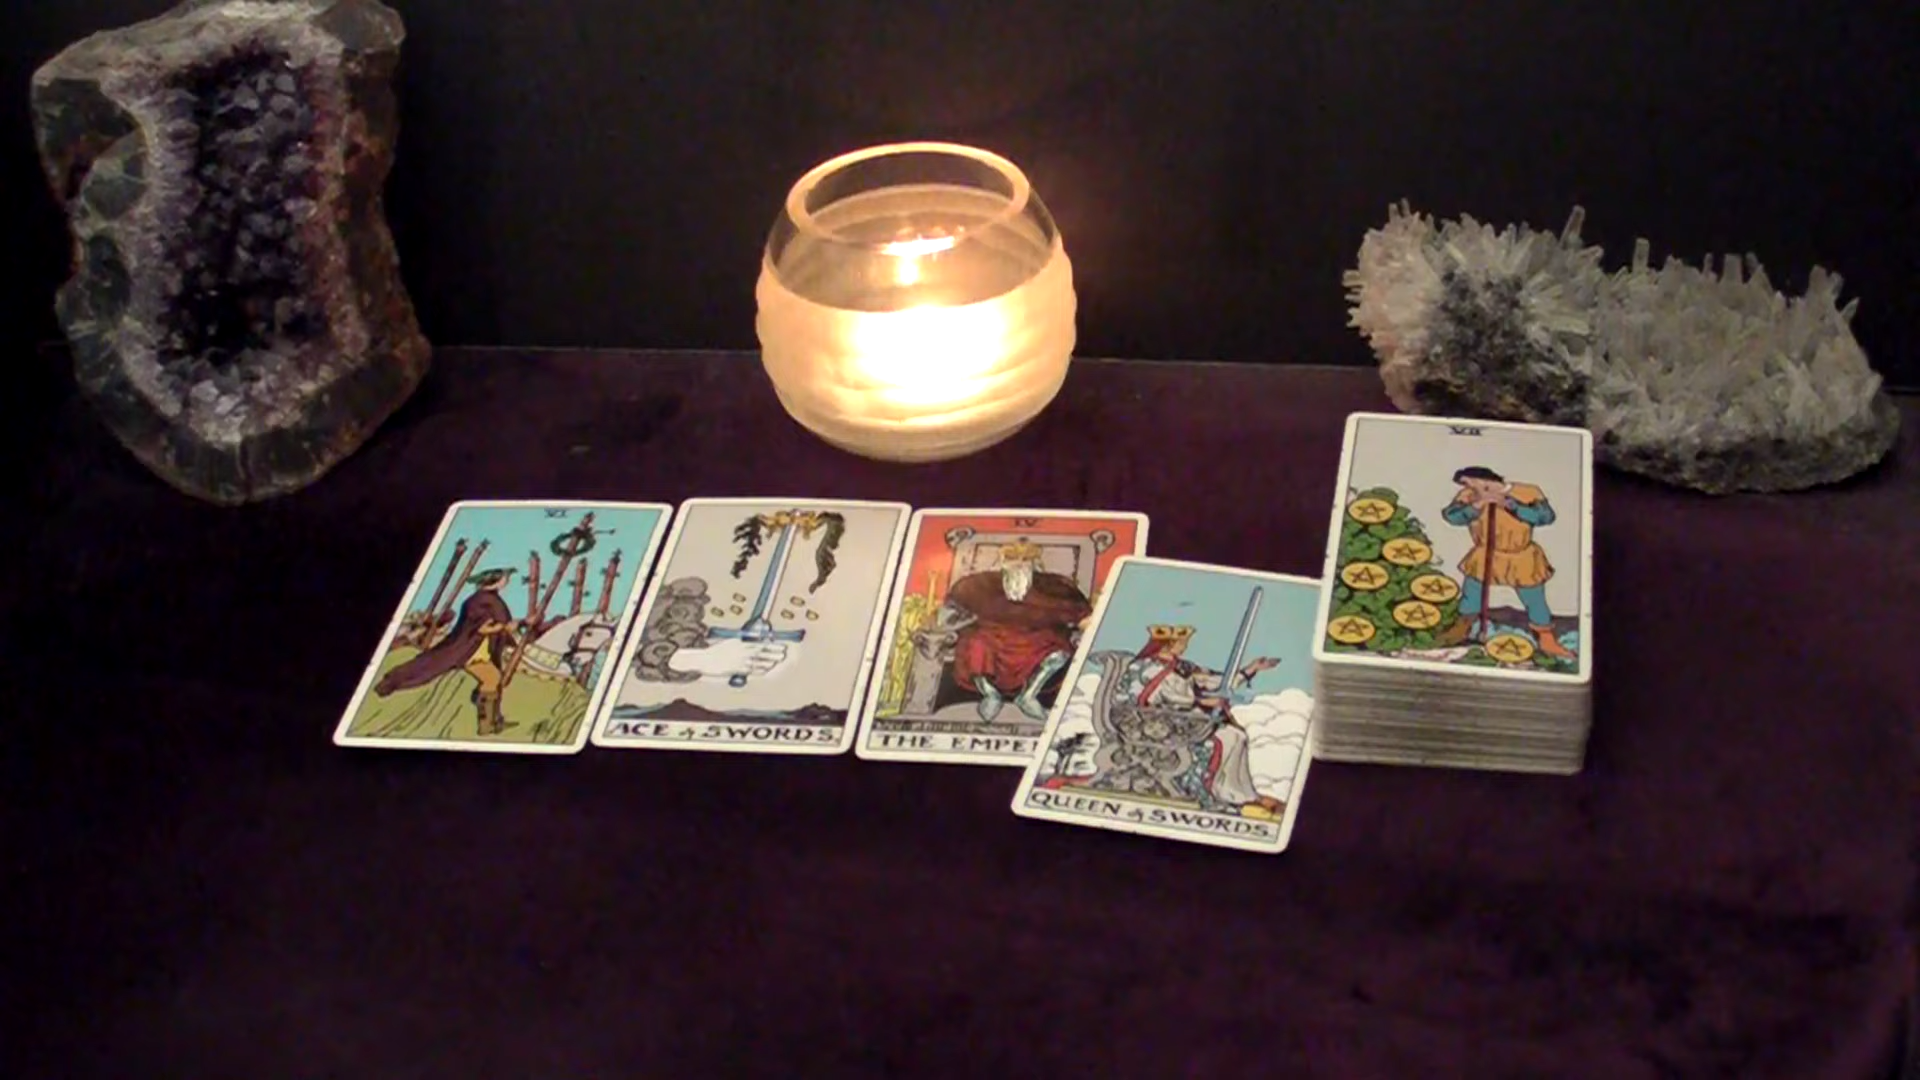 VI
ACE of SWORDS.
IV
THE EMPE
QUEEN of SWORDS.
VII